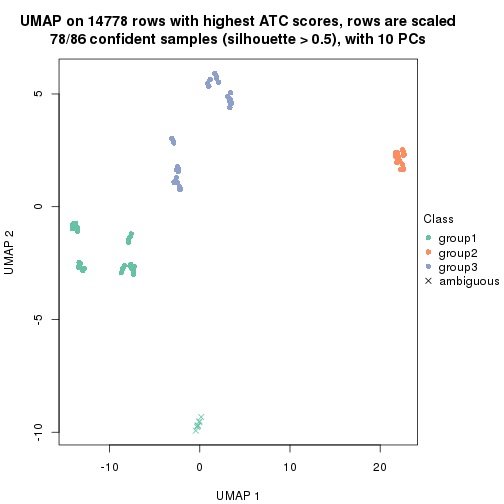 UMAP on 14778 rows with highest ATC scores, rows are scaled
78/86 confident samples (silhouette > 0.5), with 10 PCs
5
0
-5
-10
UMAP 2
-10
0
10
20
UMAP 1
Class
group1
group2
group3
ambiguous